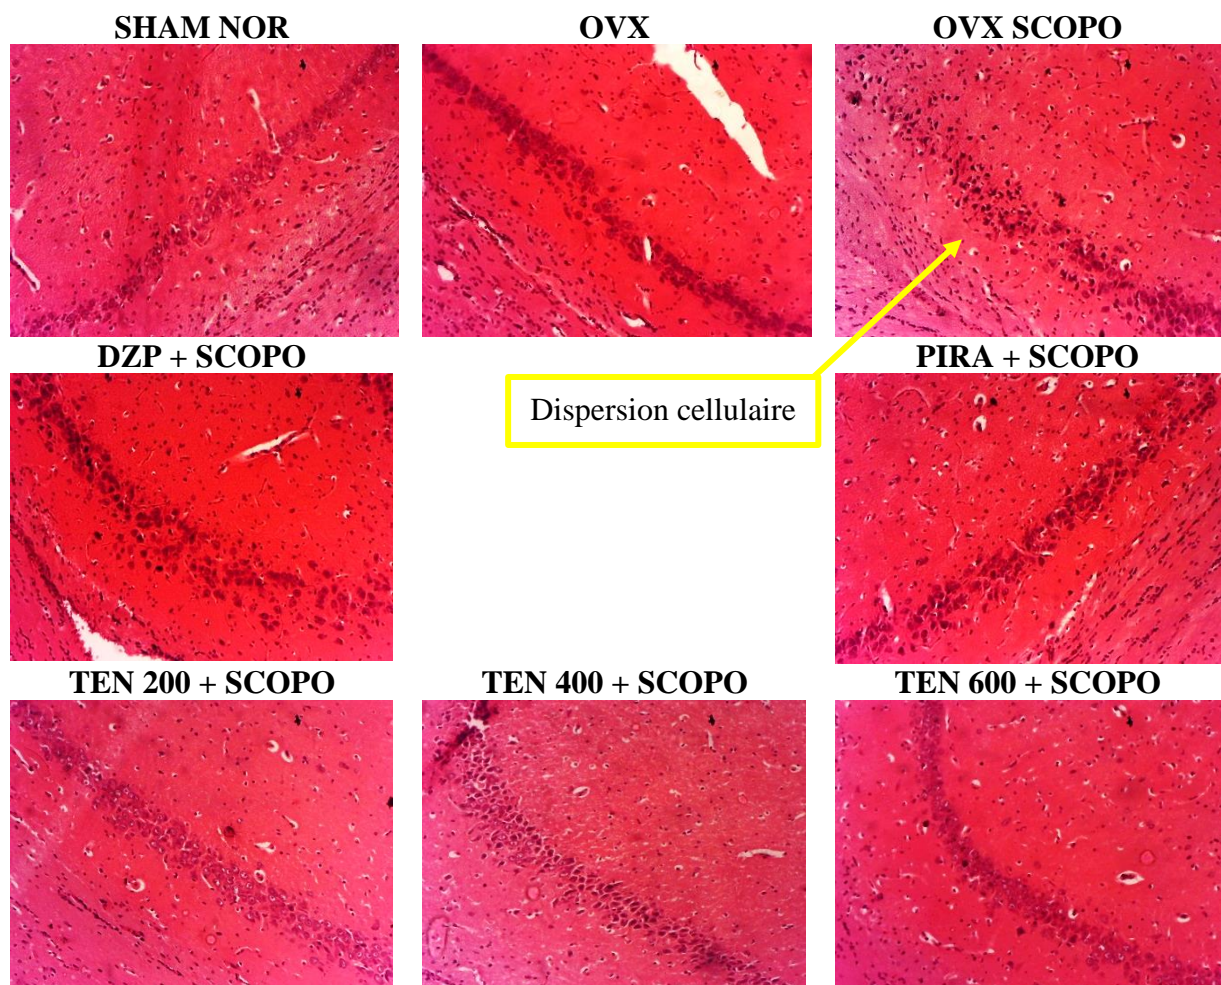 SHAM NOR
OVX
OVX SCOPO
DZP + SCOPO
PIRA + SCOPO
Dispersion cellulaire
TEN 200 + SCOPO
TEN 400 + SCOPO
TEN 600 + SCOPO